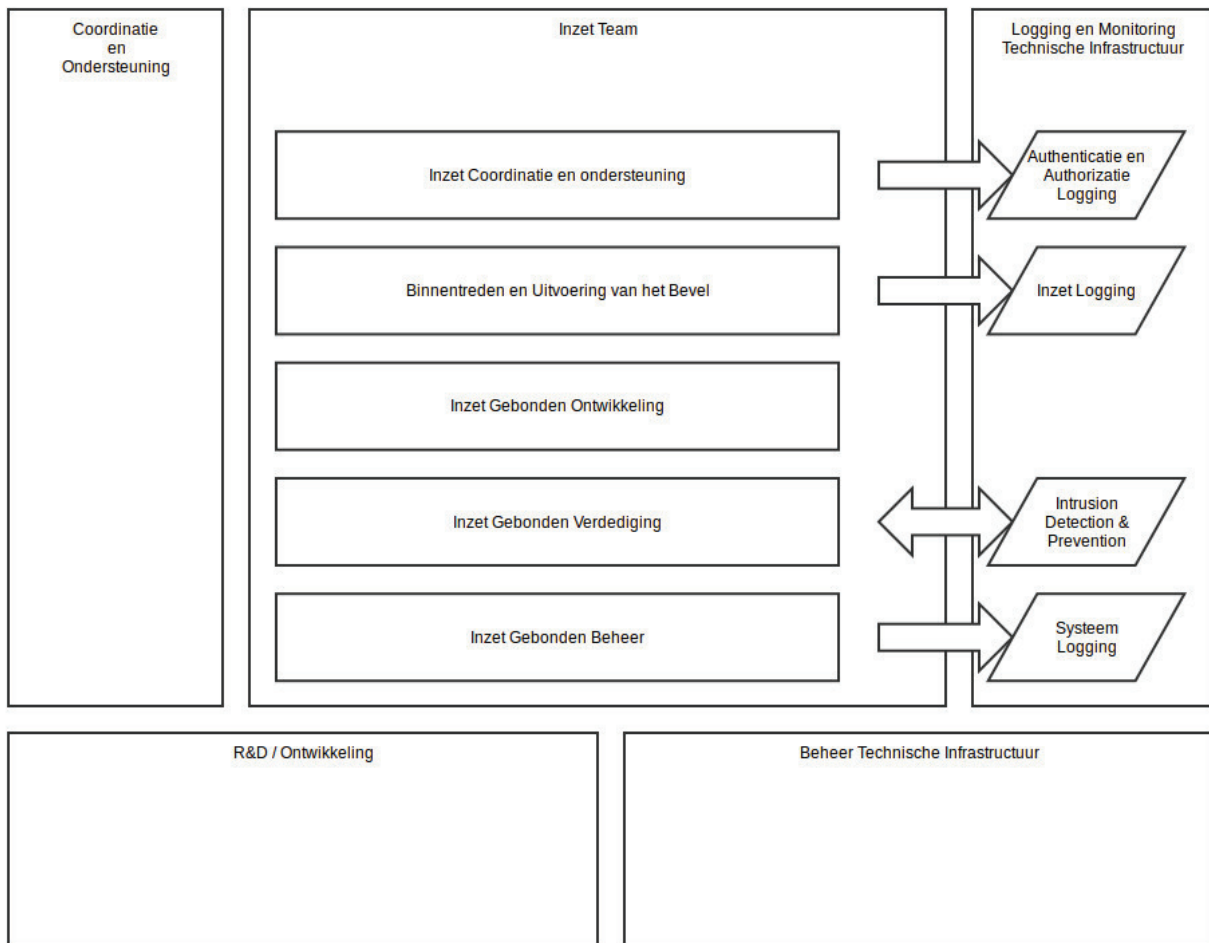 Coordinatie
en
Ondersteuning
Inzet Team
Logging en Monitoring
Technische Infrastructuur
Inzet Coordinatie en ondersteuning
Authenticatie en
Authorizatie
Logging
Binnentreden en Uitvoering van het Bevel
Inzet Logging
Inzet Gebonden Ontwikkeling
Inzet Gebonden Verdediging
Intrusion
Detection &
Prevention
Inzet Gebonden Beheer
Systeem
Logging
R&D / Ontwikkeling
Beheer Technische Infrastructuur